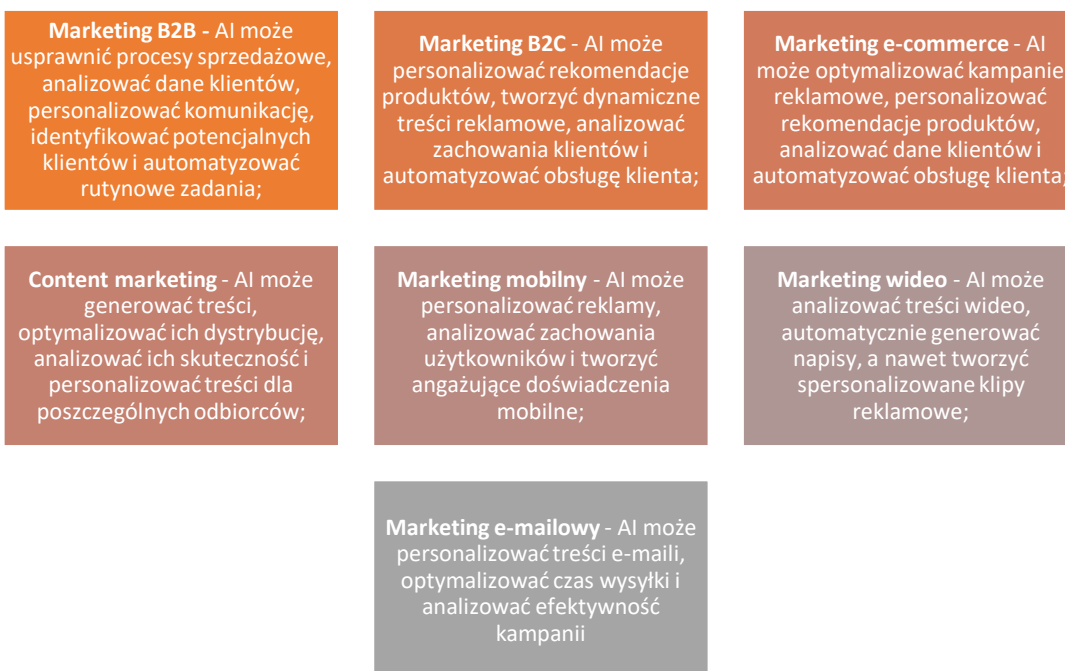 Marketing B2B - AI może
usprawnić procesy sprzedażowe,
analizować dane klientów,
personalizować komunikację,
identyfikować potencjalnych
klientów i automatyzować
rutynowe zadania;
Marketing B2C - AI może
personalizować rekomendacje
produktów, tworzyć dynamiczne
treści reklamowe, analizować
zachowania klientów i
automatyzować obsługę klienta;
Marketing e-commerce - AI
może optymalizować kampanie
reklamowe, personalizować
rekomendacje produktów,
analizować dane klientów i
automatyzować obsługę klienta;
Content marketing - AI może
generować treści,
optymalizować ich dystrybucję,
analizować ich skuteczność i
personalizować treści dla
poszczególnych odbiorców;
Marketing mobilny - AI może
personalizować reklamy,
analizować zachowania
użytkowników i tworzyć
angażujące doświadczenia
mobilne;
Marketing wideo - AI może
analizować treści wideo,
automatycznie generować
napisy, a nawet tworzyć
spersonalizowane klipy
reklamowe;
Marketing e-mailowy - AI może
personalizować treści e-maili,
optymalizować czas wysyłki i
analizować efektywność
kampanii